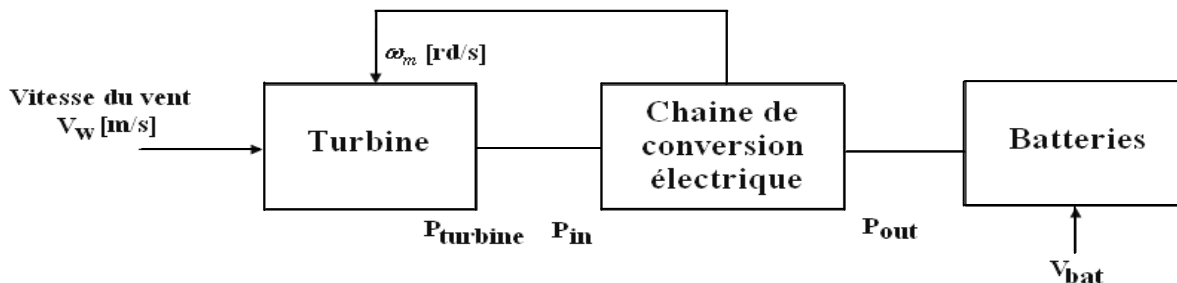 ωm [rd/s]
Vitesse du vent
Vw [m/s]
Turbine
Chaine de
conversion
électrique
Batteries
Pturbine
Pin
Pout
Vbat